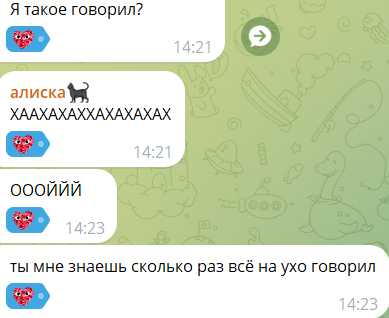 Я такое говорил?
14:21
алиска🐈‍⬛
ХААХАХАХХАХАХАХАХ
14:21
ОООЙЙЙ
14:23
ты мне знаешь сколько раз всё на ухо говорил
14:23